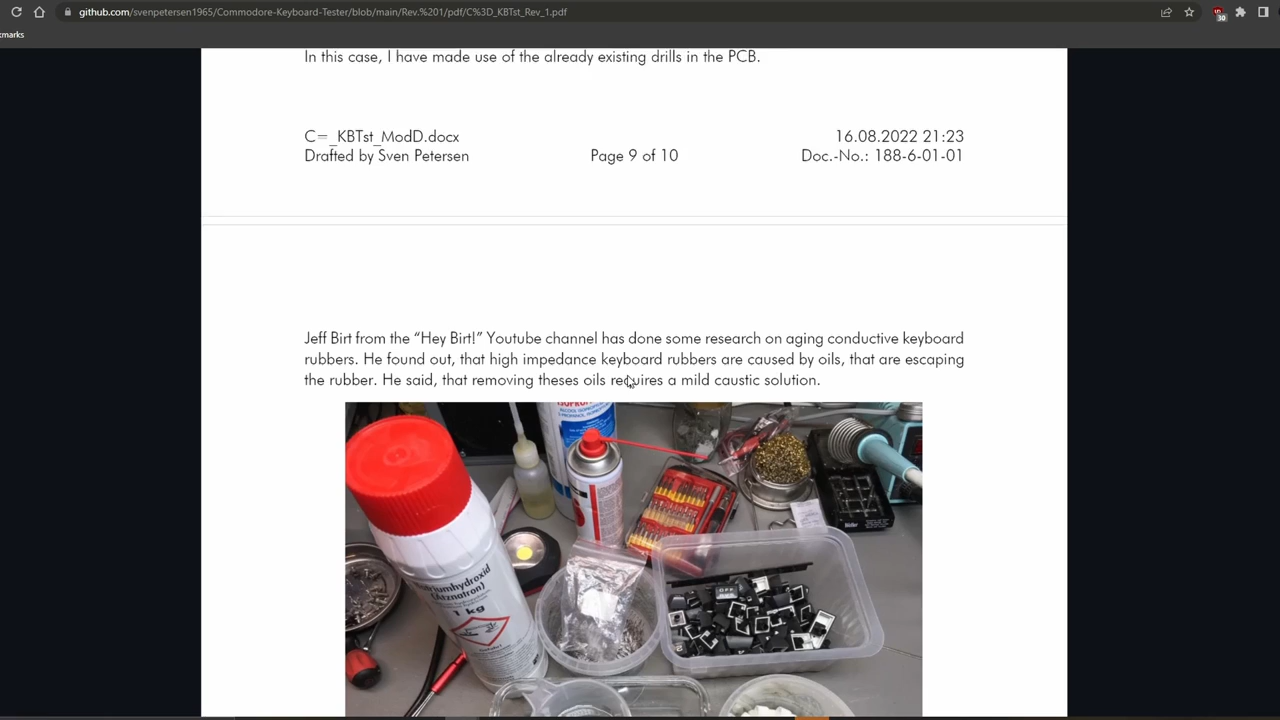 github.com/svenpetersen1965/Commodore-Keyboard-Tester/blob/main/Rev.%201/pdf/C%3D_KBTst_Rev_1.pdf
30
kmarks
In this case, I have made use of the already existing drills in the PCB.
C=_KBTst_ModD.docx 16.08.2022 21:23
Drafted by Sven Petersen Page 9 of 10 Doc.-No.: 188-6-01-01
Jeff Birt from the “Hey Birt!” Youtube channel has done some research on aging conductive keyboard
rubbers. He found out, that high impedance keyboard rubbers are caused by oils, that are escaping
the rubber. He said, that removing theses oils requires a mild caustic solution.
(Ätznatron)
1 kg
OFF